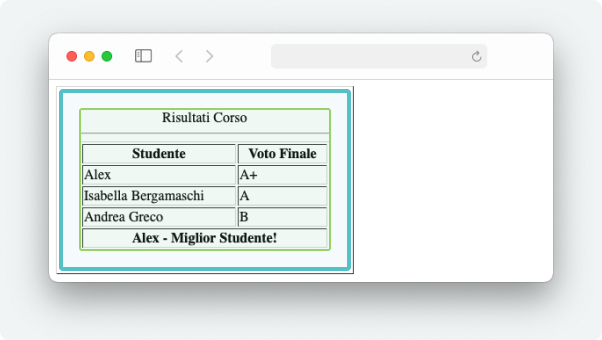 Risultati Corso
Studente Voto Finale
Alex A+
Isabella Bergamaschi A
Andrea Greco B
Alex - Miglior Studente!